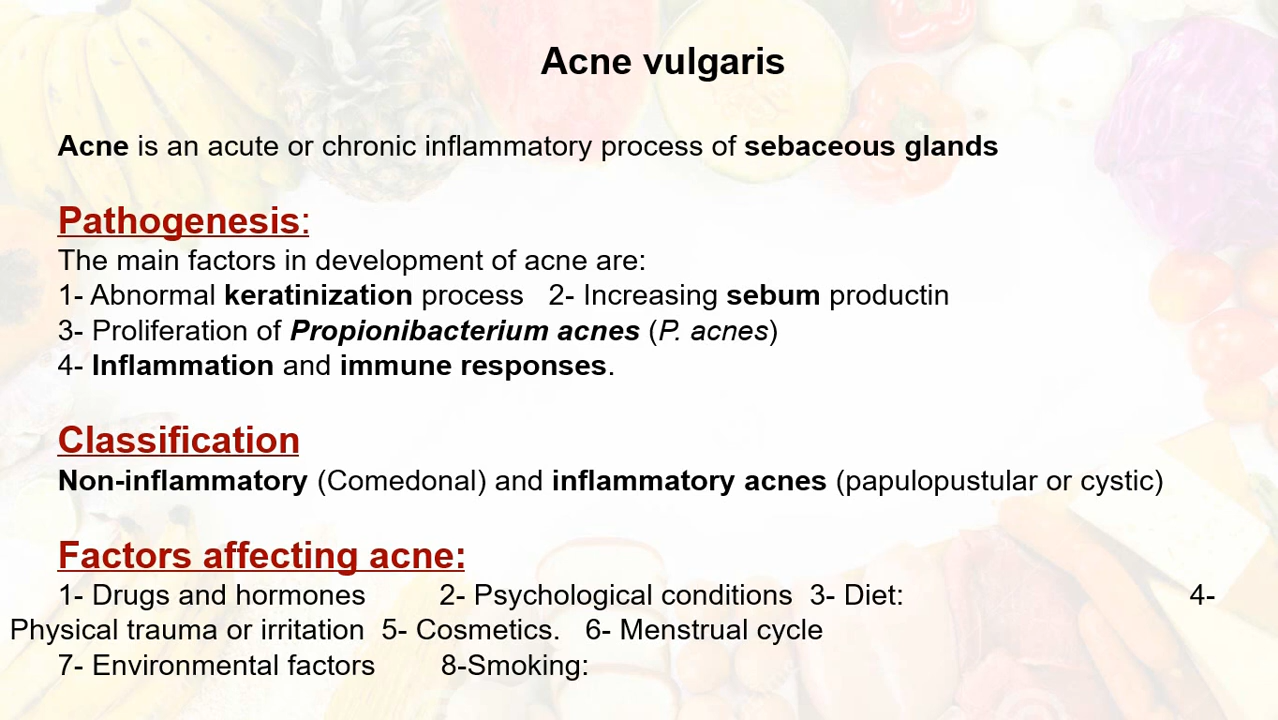 Acne vulgaris
Acne is an acute or chronic inflammatory process of sebaceous glands
Pathogenesis:
The main factors in development of acne are:
1- Abnormal keratinization process 2- Increasing sebum productin
3- Proliferation of Propionibacterium acnes (P. acnes)
4- Inflammation and immune responses.
Classification
Non-inflammatory (Comedonal) and inflammatory acnes (papulopustular or cystic)
Factors affecting acne:
1- Drugs and hormones 2- Psychological conditions 3- Diet: 4-
Physical trauma or irritation 5- Cosmetics. 6- Menstrual cycle
7- Environmental factors 8-Smoking: